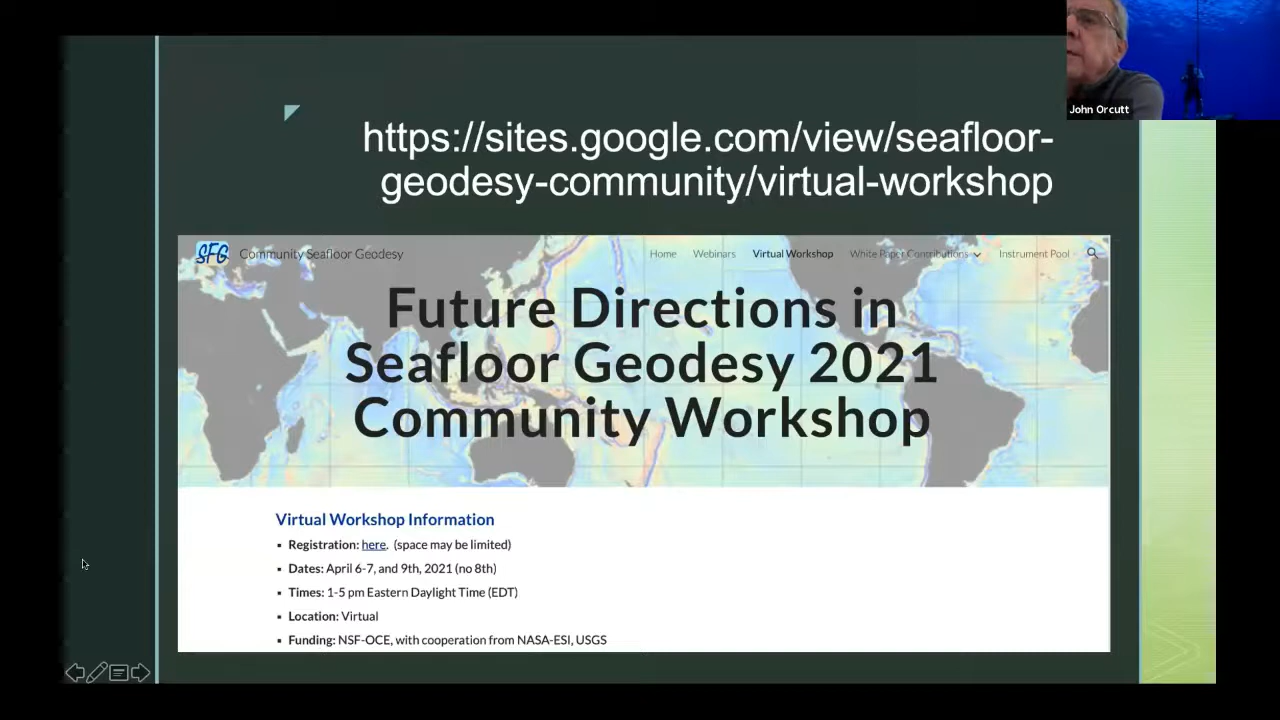 John Orcutt
https://sites.google.com/view/seafloor-
geodesy-community/virtual-workshop
SFG Community Seafloor Geodesy Home Webinars Virtual Workshop White Paper Contributions Instrument Pool
Future Directions in
Seafloor Geodesy 2021
Community Workshop
Virtual Workshop Information
▪ Registration: here. (space may be limited)
▪ Dates: April 6-7, and 9th, 2021 (no 8th)
▪ Times: 1-5 pm Eastern Daylight Time (EDT)
▪ Location: Virtual
▪ Funding: NSF-OCE, with cooperation from NASA-ESI, USGS